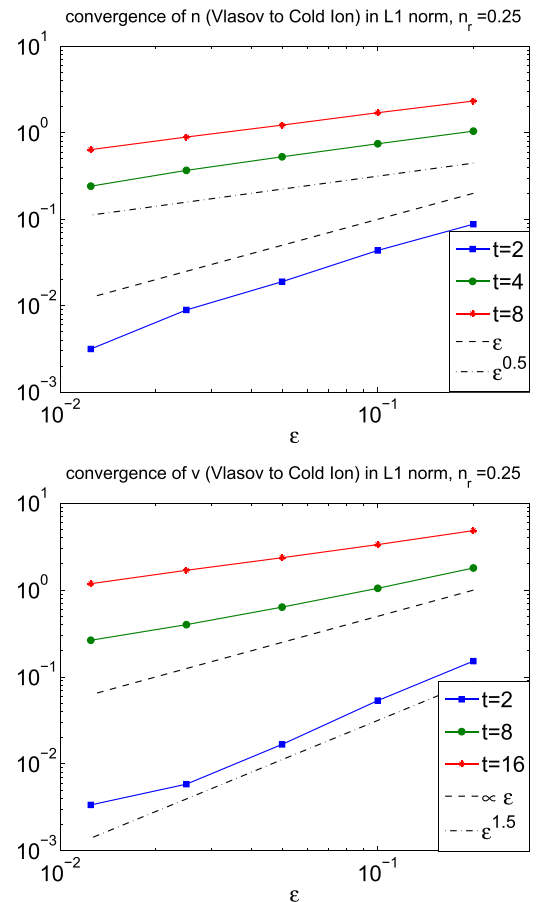 convergence of n (Vlasov to Cold Ion) in L1 norm, n_r =0.25
10^1
10^0
10^−1
10^−2
10^−3
10^−2
10^−1
ε
t=2
t=4
t=8
ε
ε^0.5
convergence of v (Vlasov to Cold Ion) in L1 norm, n_r =0.25
10^1
10^0
10^−1
10^−2
10^−3
10^−2
10^−1
ε
t=2
t=8
t=16
∝ ε
ε^1.5